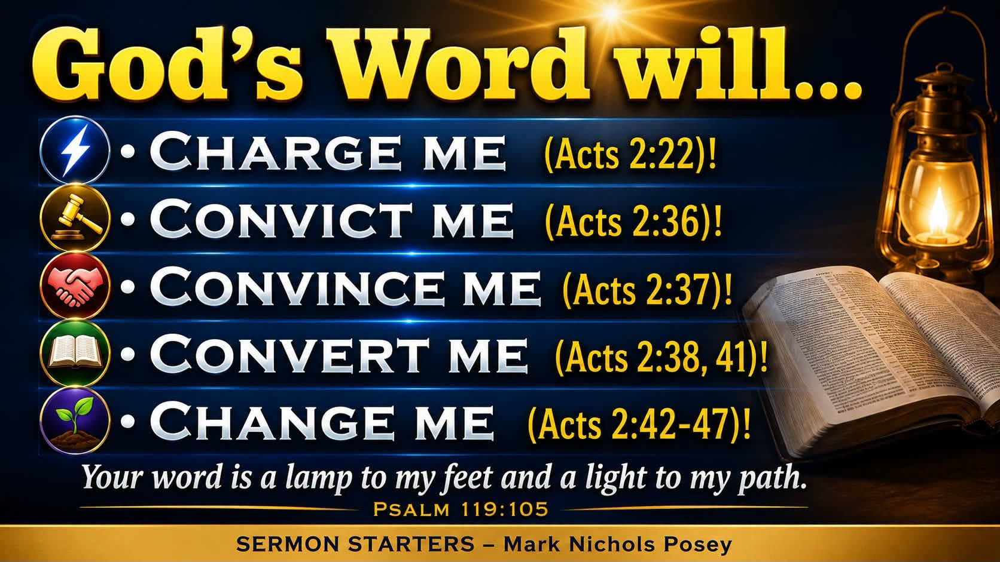 God's Word will...
• CHARGE ME (Acts 2:22)!
• CONVICT ME (Acts 2:36)!
• CONVINCE ME (Acts 2:37)!
• CONVERT ME (Acts 2:38, 41)!
• CHANGE ME (Acts 2:42-47)!
Your word is a lamp to my feet and a light to my path.
PSALM 119:105
SERMON STARTERS – Mark Nichols Posey